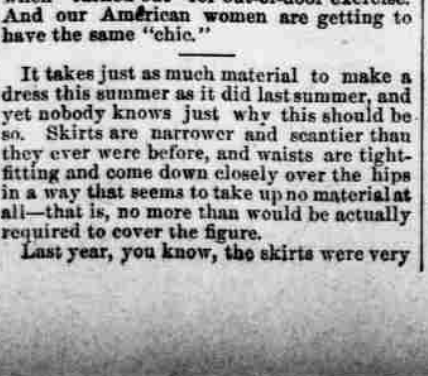 And our American women are getting to
have the same "chic."
It takes just as much material to make a
dress this summer as it did last summer, and
yet nobody knows just why this should be
so. Skirts are narrower and scantier than
they ever were before, and waists are tight-
fitting and come down closely over the hips
in a way that seems to take up no material at
all—that is, no more than would be actually
required to cover the figure.
Last year, you know, the skirts were very